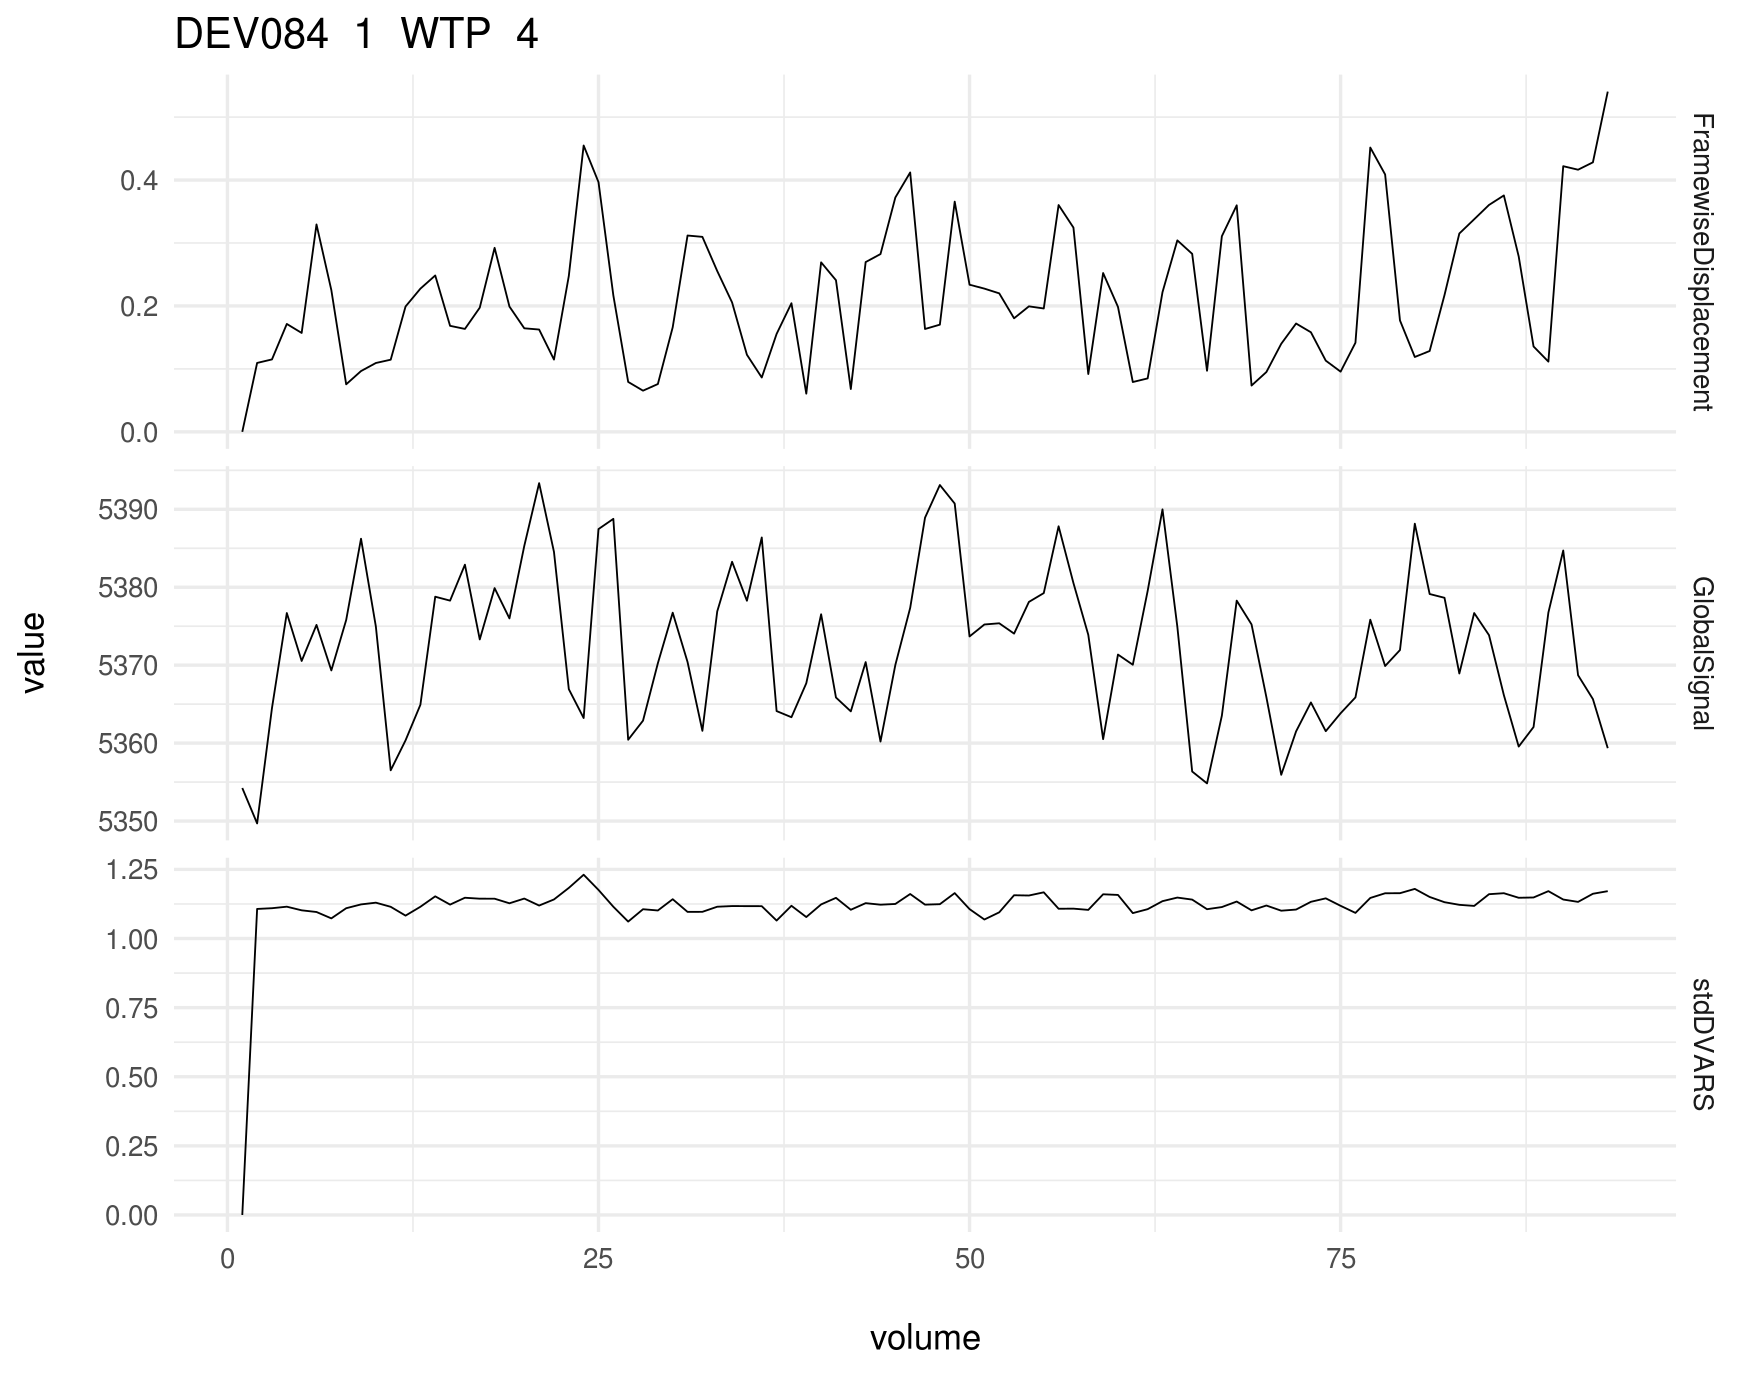 DEV084 1 WTP 4
0.4
0.2
0.0
FramewiseDisplacement
5390
5380
5370
5360
5350
GlobalSignal
value
1.25
1.00
0.75
0.50
0.25
0.00
stdDVARS
0 25 50 75
volume